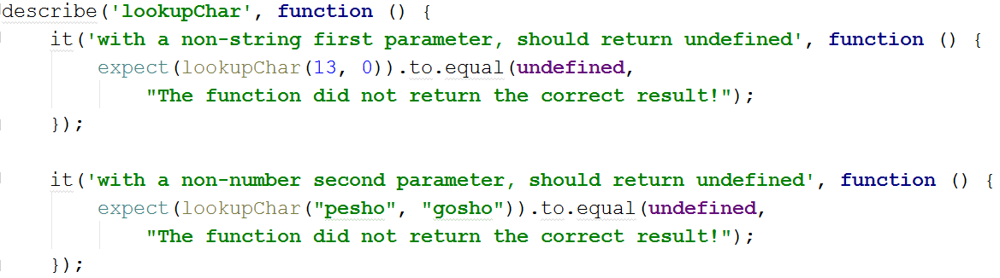 describe('lookupChar', function () {
    it('with a non-string first parameter, should return undefined', function () {
        expect(lookupChar(13, 0)).to.equal(undefined,
            "The function did not return the correct result!");
    });

    it('with a non-number second parameter, should return undefined', function () {
        expect(lookupChar("pesho", "gosho")).to.equal(undefined,
            "The function did not return the correct result!");
    });